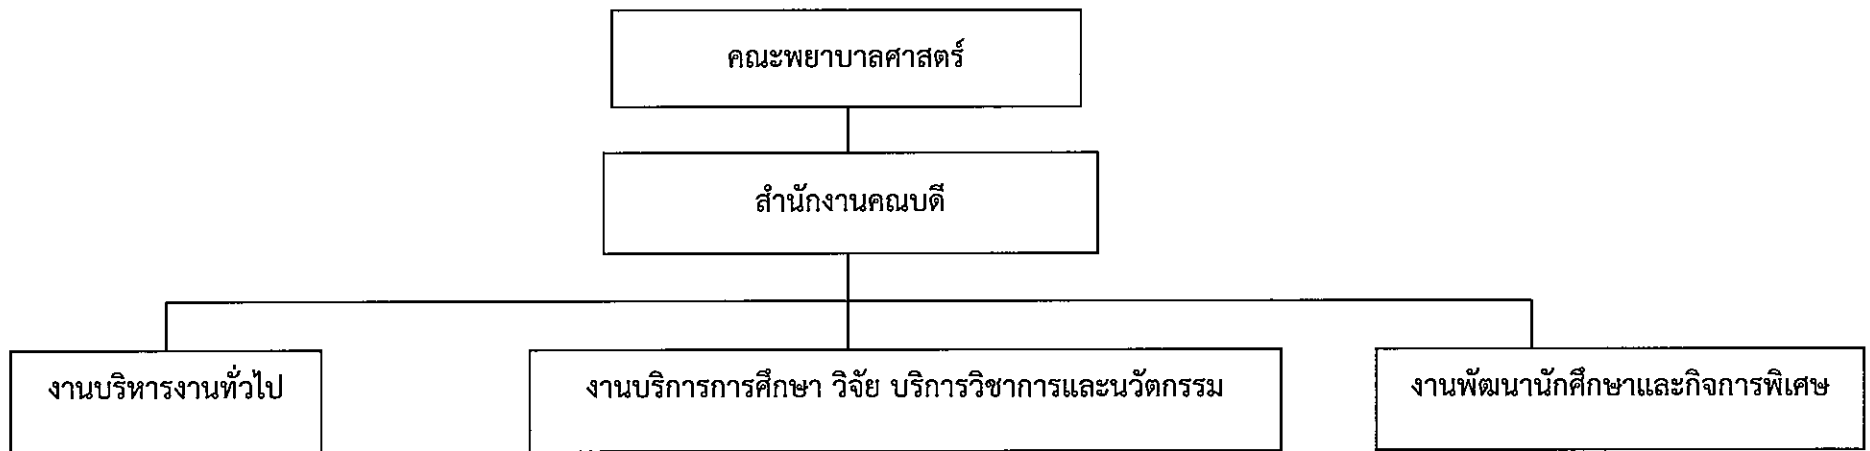 คณะพยาบาลศาสตร์
สำนักงานคณบดี
งานบริหารงานทั่วไป
งานบริการการศึกษา วิจัย บริการวิชาการและนวัตกรรม
งานพัฒนานักศึกษาและกิจการพิเศษ